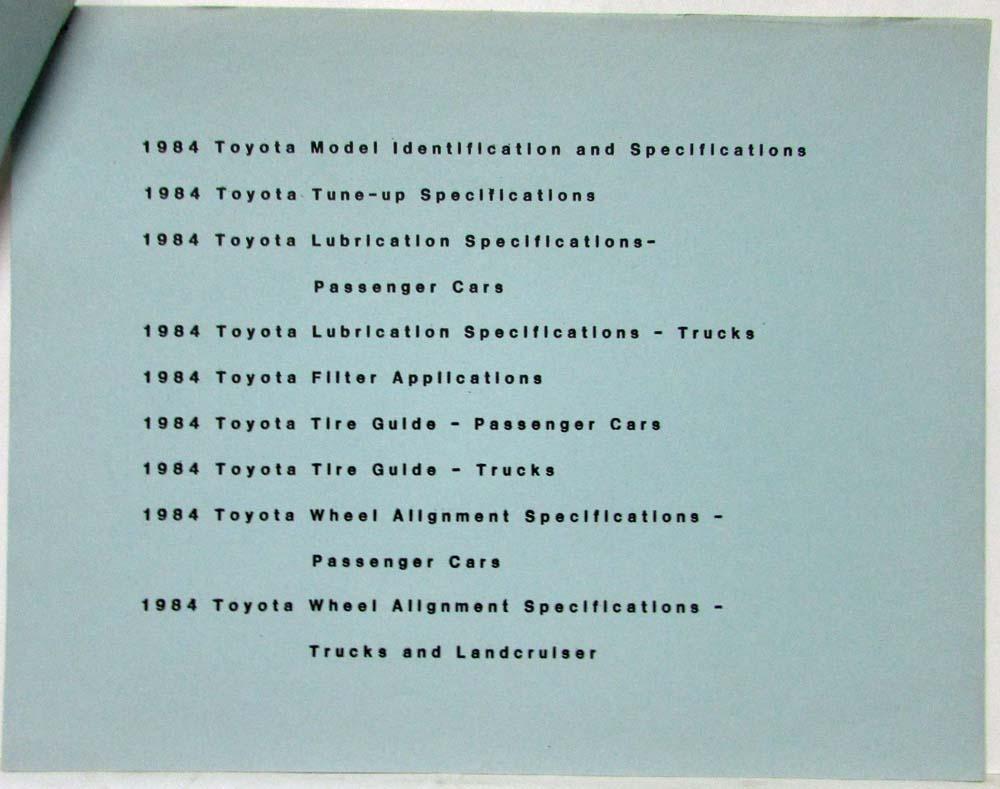 1984 Toyota Model Identification and Specifications
1984 Toyota Tune-up Specifications
1984 Toyota Lubrication Specifications-
Passenger Cars
1984 Toyota Lubrication Specifications - Trucks
1984 Toyota Filter Applications
1984 Toyota Tire Guide - Passenger Cars
1984 Toyota Tire Guide - Trucks
1984 Toyota Wheel Alignment Specifications -
Passenger Cars
1984 Toyota Wheel Alignment Specifications -
Trucks and Landcruiser